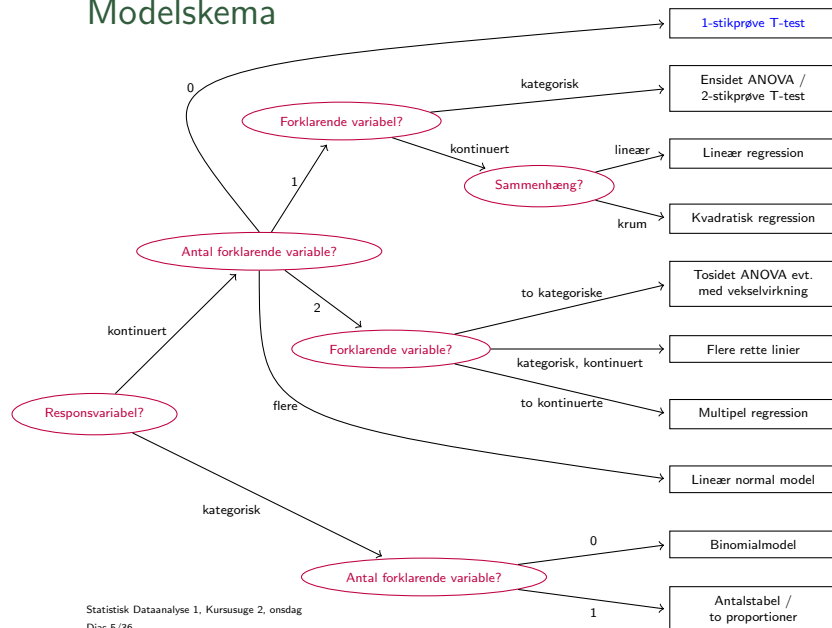 Modelskema
1-stikprøve T-test
0
kategorisk
Ensidet ANOVA /
2-stikprøve T-test
Forklarende variabel?
kontinuert
lineær
Lineær regression
1
Sammenhæng?
krum
Kvadratisk regression
Antal forklarende variable?
to kategoriske
Tosidet ANOVA evt.
med vekselvirkning
2
kontinuert
Forklarende variable?
kategorisk, kontinuert
Flere rette linier
to kontinuerte
Multipel regression
Responsvariabel?
flere
Lineær normal model
kategorisk
0
Binomialmodel
Antal forklarende variable?
1
Antalstabel /
to proportioner
Statistisk Dataanalyse 1, Kursusuge 2, onsdag
Dias 5/36